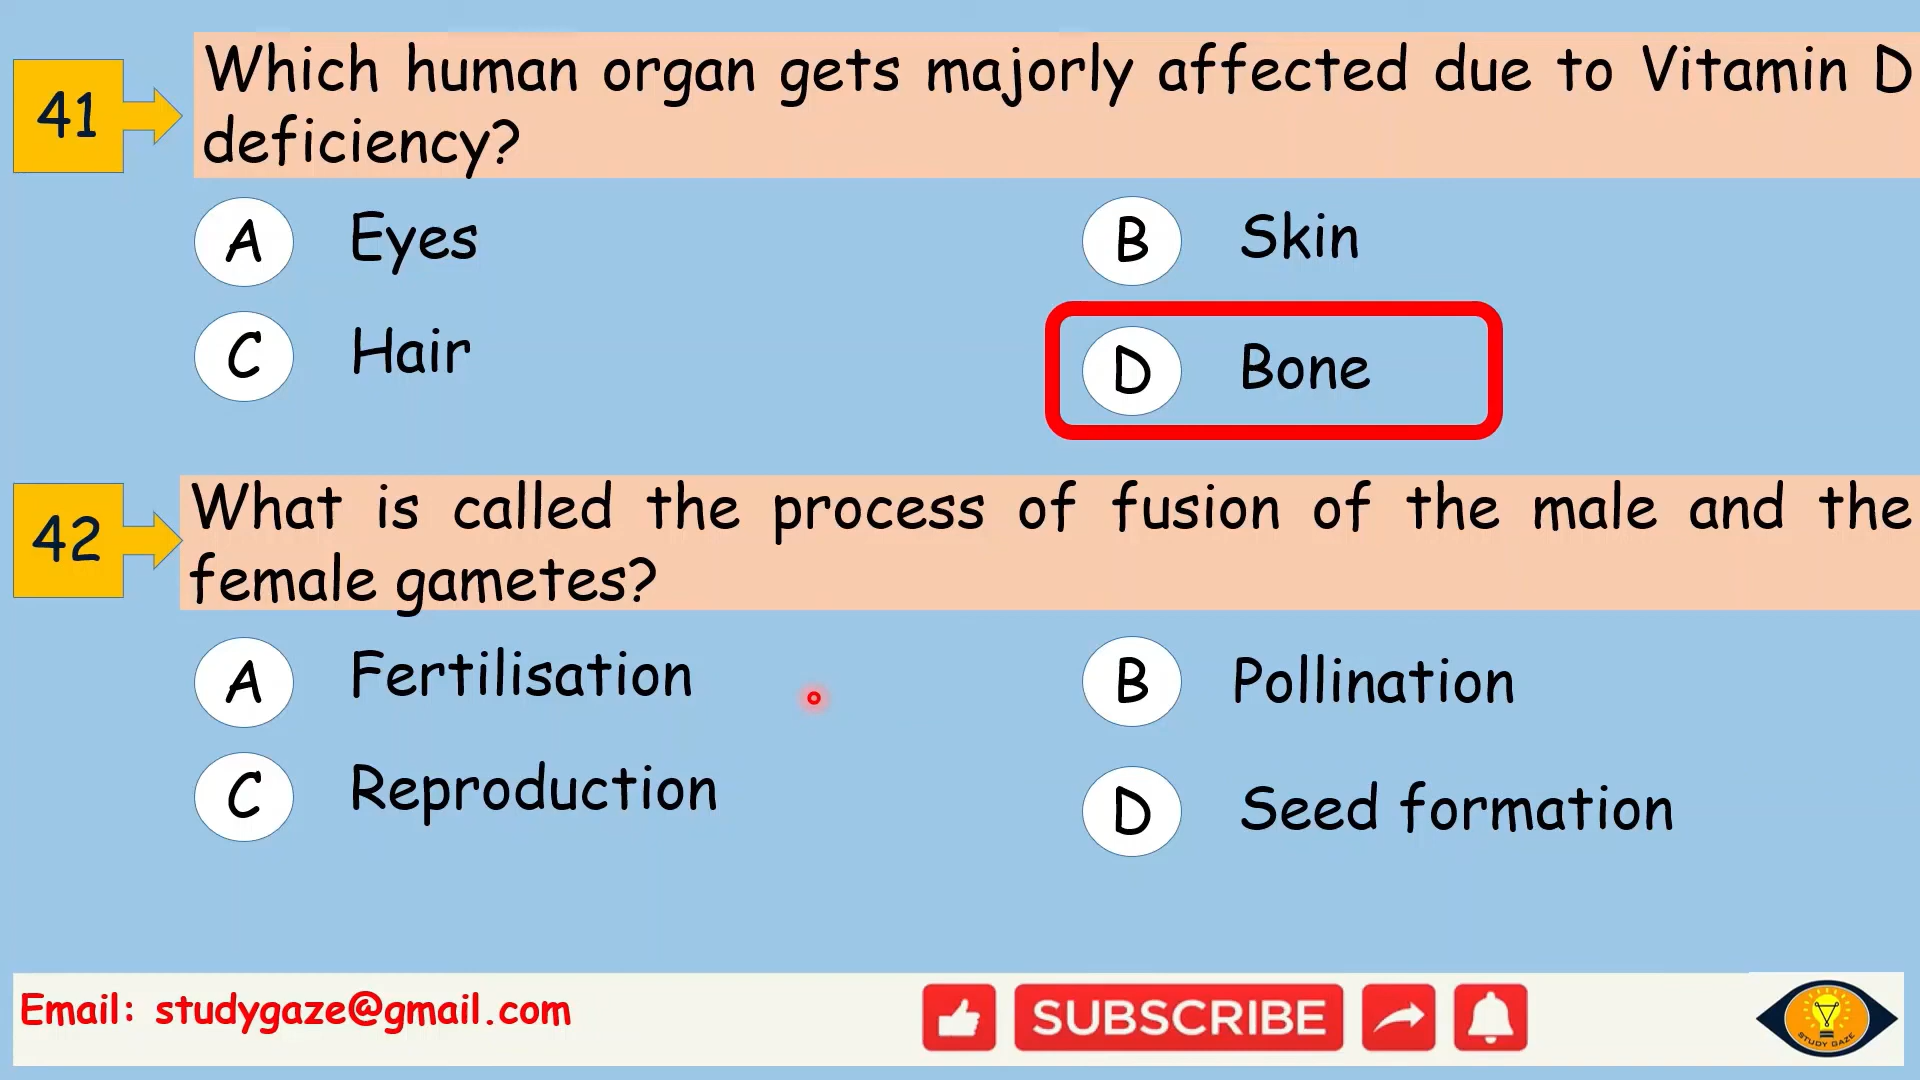 41
Which human organ gets majorly affected due to Vitamin D
deficiency?
A Eyes
B Skin
C Hair
D Bone
42
What is called the process of fusion of the male and the
female gametes?
A Fertilisation
B Pollination
C Reproduction
D Seed formation
Email: studygaze@gmail.com
SUBSCRIBE
STUDY GAZE